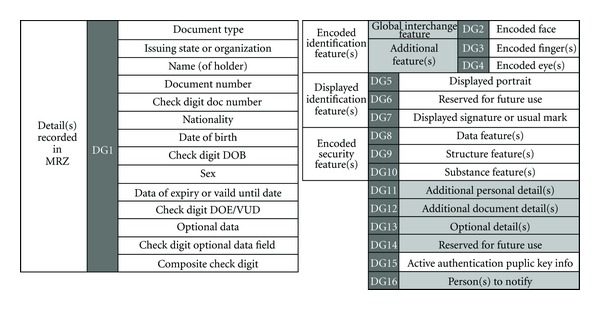 Detail(s)
recorded
in
MRZ
DG1
Document type
Issuing state or organization
Name (of holder)
Document number
Check digit doc number
Nationality
Date of birth
Check digit DOB
Sex
Data of expiry or vaild until date
Check digit DOE/VUD
Optional data
Check digit optional data field
Composite check digit
Encoded
identification
feature(s)
Global interchange
feature
DG2
Encoded face
Additional
feature(s)
DG3
Encoded finger(s)
DG4
Encoded eye(s)
Displayed
identification
feature(s)
DG5
Displayed portrait
DG6
Reserved for future use
DG7
Displayed signature or usual mark
Encoded
security
feature(s)
DG8
Data feature(s)
DG9
Structure feature(s)
DG10
Substance feature(s)
DG11
Additional personal detail(s)
DG12
Additional document detail(s)
DG13
Optional detail(s)
DG14
Reserved for future use
DG15
Active authentication puplic key info
DG16
Person(s) to notify